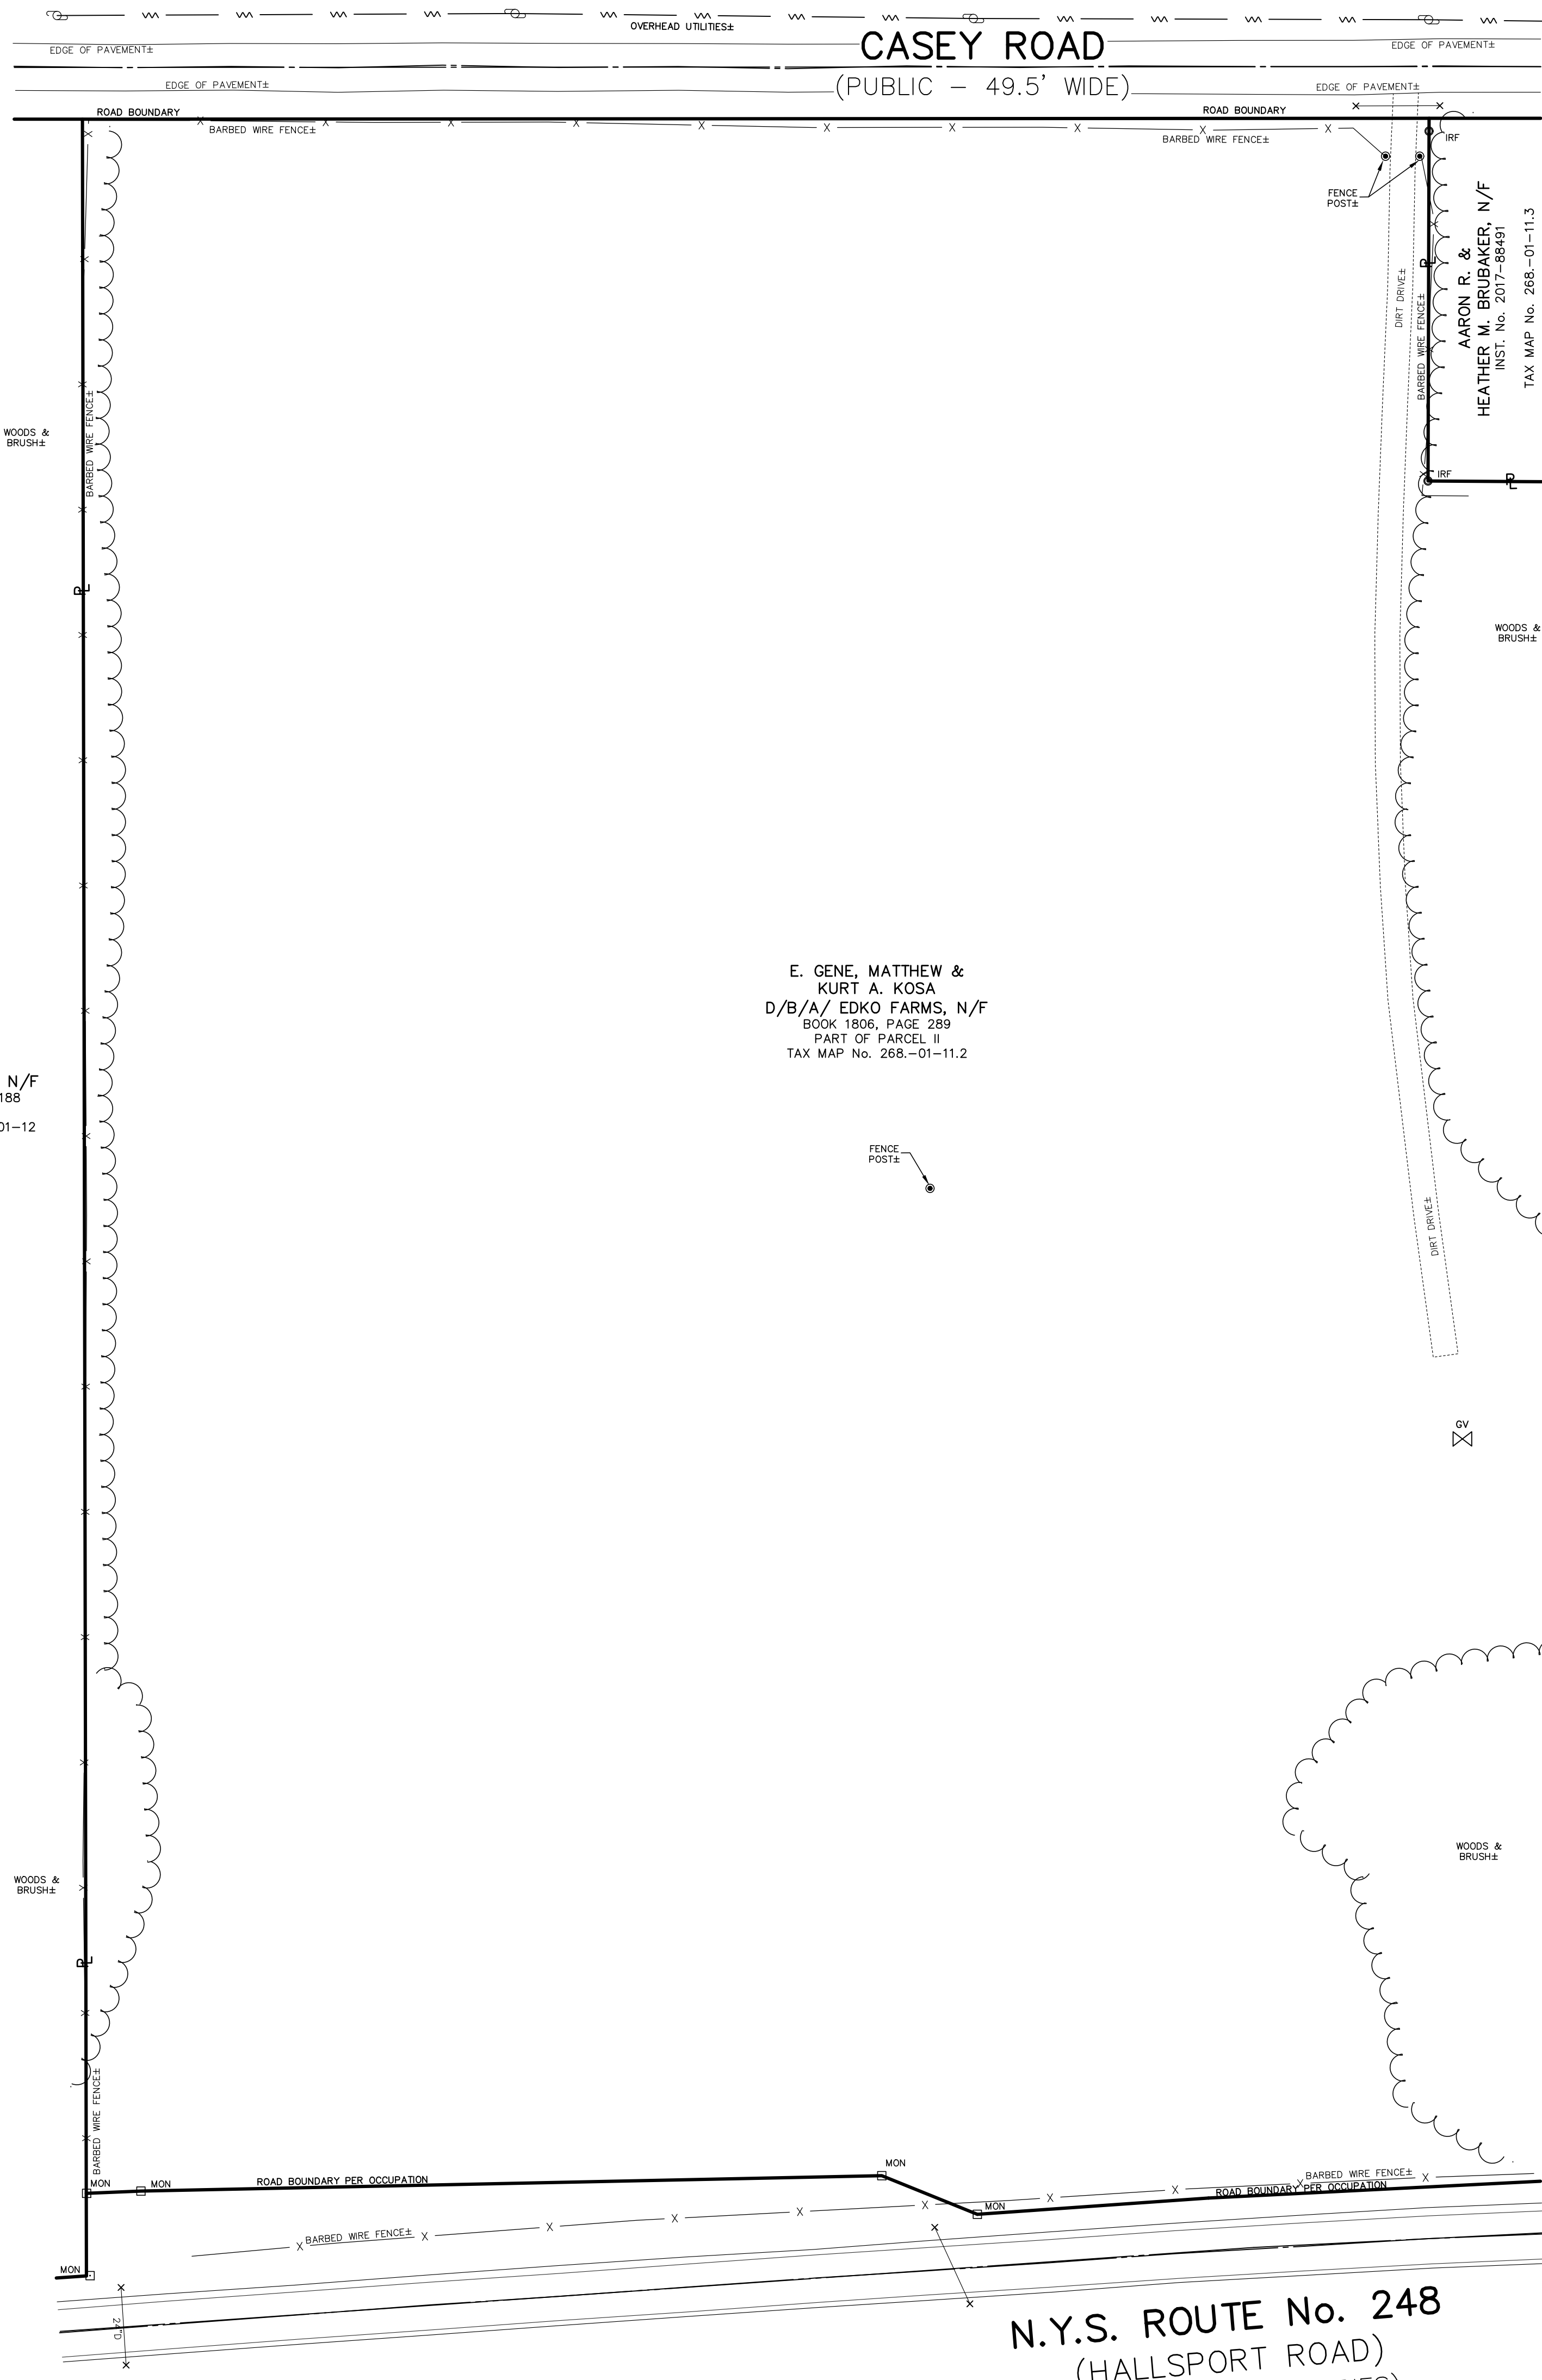 OVERHEAD UTILITIES±
EDGE OF PAVEMENT±
CASEY ROAD
EDGE OF PAVEMENT±
EDGE OF PAVEMENT±
(PUBLIC – 49.5' WIDE)
EDGE OF PAVEMENT±
ROAD BOUNDARY
ROAD BOUNDARY
BARBED WIRE FENCE±
BARBED WIRE FENCE±
IRF
FENCE
POST±
AARON R. &
HEATHER M. BRUBAKER, N/F
INST. No. 2017–88491
TAX MAP No. 268.–01–11.3
DIRT DRIVE±
BARBED WIRE FENCE±
PL
WOODS &
BRUSH±
BARBED WIRE FENCE±
IRF
PL
PL
WOODS &
BRUSH±
E. GENE, MATTHEW &
KURT A. KOSA
D/B/A/ EDKO FARMS, N/F
BOOK 1806, PAGE 289
PART OF PARCEL II
TAX MAP No. 268.–01–11.2
N/F
188
01–12
FENCE
POST±
DIRT DRIVE±
GV
WOODS &
BRUSH±
WOODS &
BRUSH±
PL
BARBED WIRE FENCE±
MON
MON
ROAD BOUNDARY PER OCCUPATION
MON
BARBED WIRE FENCE±
ROAD BOUNDARY PER OCCUPATION
MON
BARBED WIRE FENCE±
MON
24"D
N.Y.S. ROUTE No. 248
(HALLSPORT ROAD)